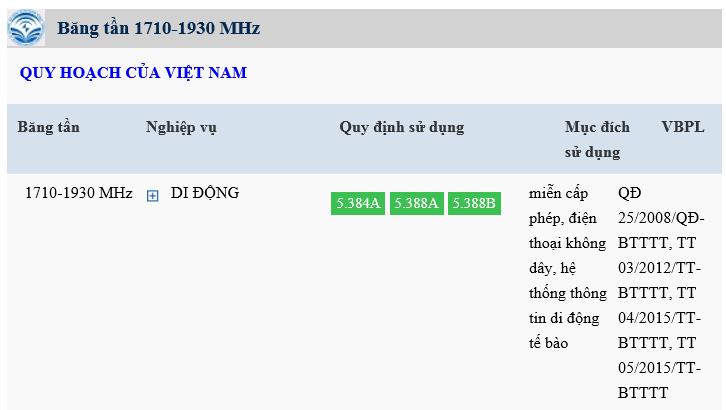 Băng tần 1710-1930 MHz
QUY HOẠCH CỦA VIỆT NAM
Băng tần Nghiệp vụ Quy định sử dụng Mục đích sử dụng VBPL
1710-1930 MHz DI ĐỘNG 5.384A 5.388A 5.388B
miễn cấp
phép, điện
thoại không
dây, hệ
thống thông
tin di động
tế bào
QĐ
25/2008/QĐ-
BTTTT, TT
03/2012/TT-
BTTTT, TT
04/2015/TT-
BTTTT, TT
05/2015/TT-
BTTTT